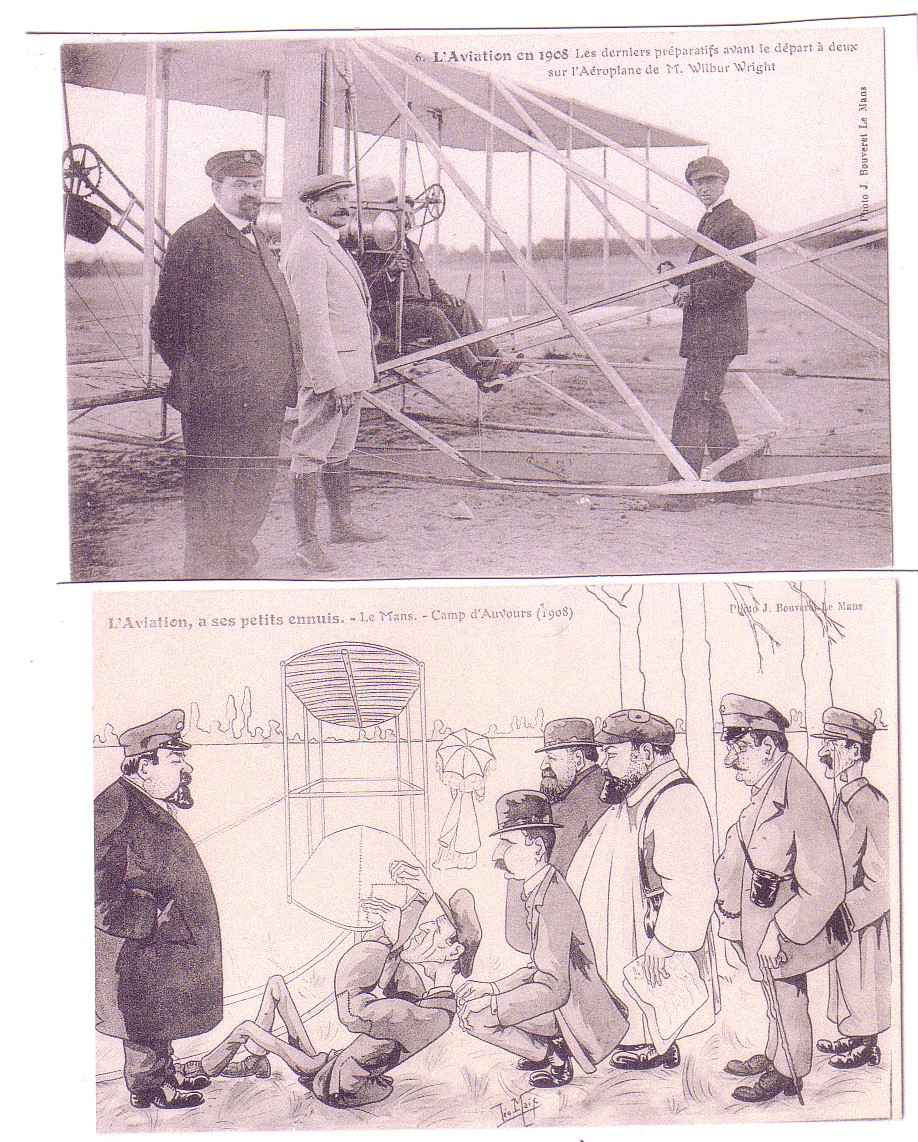 6. L'Aviation en 1908 Les derniers préparatifs avant le départ à deux
sur l'Aéroplane de M. Wilbur Wright
Photo J. Bouveret Le Mans
L'Aviation, a ses petits ennuis. - Le Mans. - Camp d'Auvours (1908)
Photo J. Bouveret Le Mans